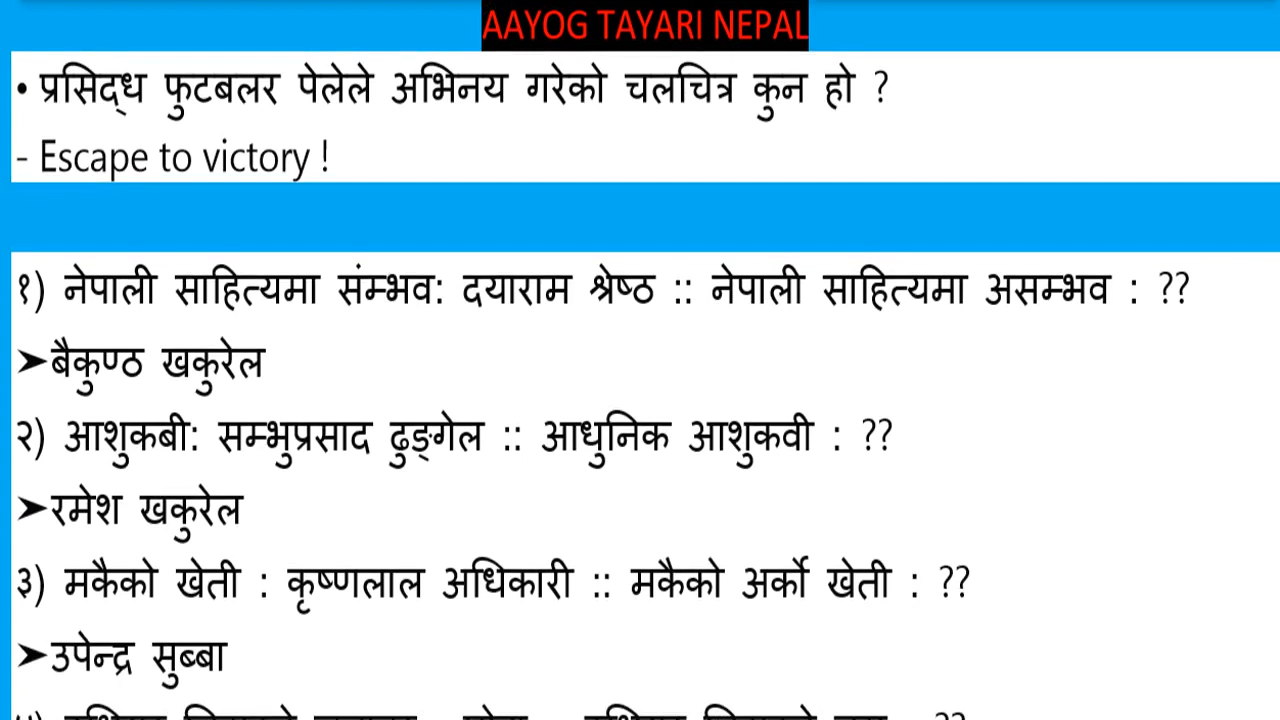 AAYOG TAYARI NEPAL
• प्रसिद्ध फुटबलर पेलेले अभिनय गरेको चलचित्र कुन हो ?
- Escape to victory !
१) नेपाली साहित्यमा संम्भव: दयाराम श्रेष्ठ :: नेपाली साहित्यमा असम्भव : ??
➤बैकुण्ठ खकुरेल
२) आशुकबी: सम्भुप्रसाद ढुङ्गेल :: आधुनिक आशुकवी : ??
➤रमेश खकुरेल
३) मकैको खेती : कृष्णलाल अधिकारी :: मकैको अर्को खेती : ??
➤उपेन्द्र सुब्बा